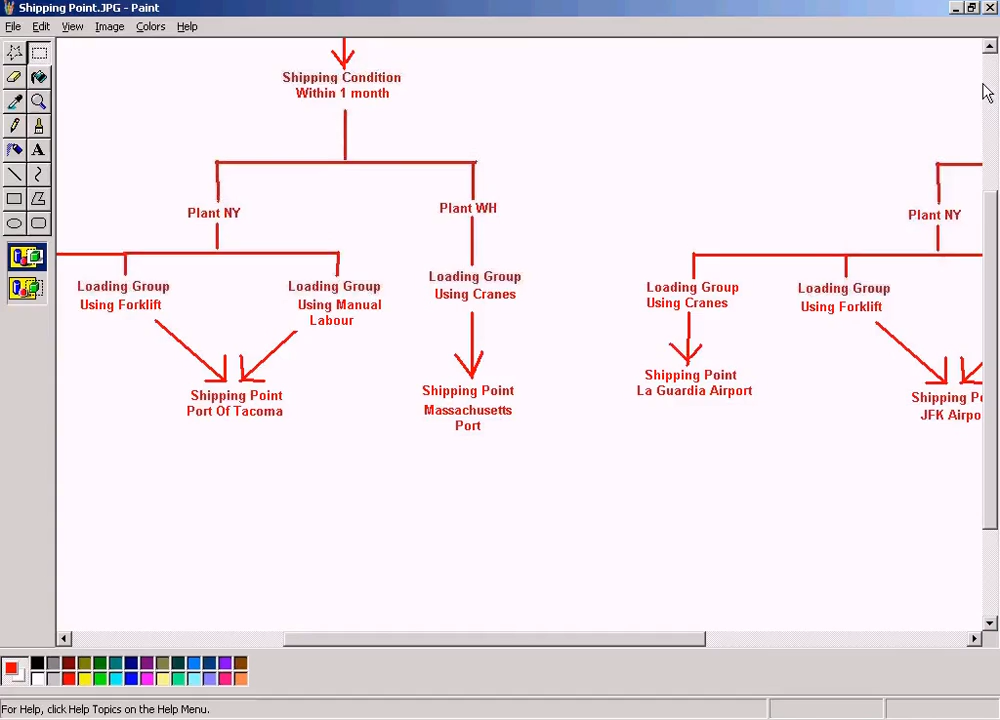 Shipping Point.JPG - Paint
File Edit View Image Colors Help
Shipping Condition
Within 1 month
Plant NY
Plant WH
Plant NY
Loading Group
Using Forklift
Loading Group
Using Manual
Labour
Loading Group
Using Cranes
Loading Group
Using Cranes
Loading Group
Using Forklift
Shipping Point
Port Of Tacoma
Shipping Point
Massachusetts
Port
Shipping Point
La Guardia Airport
Shipping
JFK
A
For Help, click Help Topics on the Help Menu.